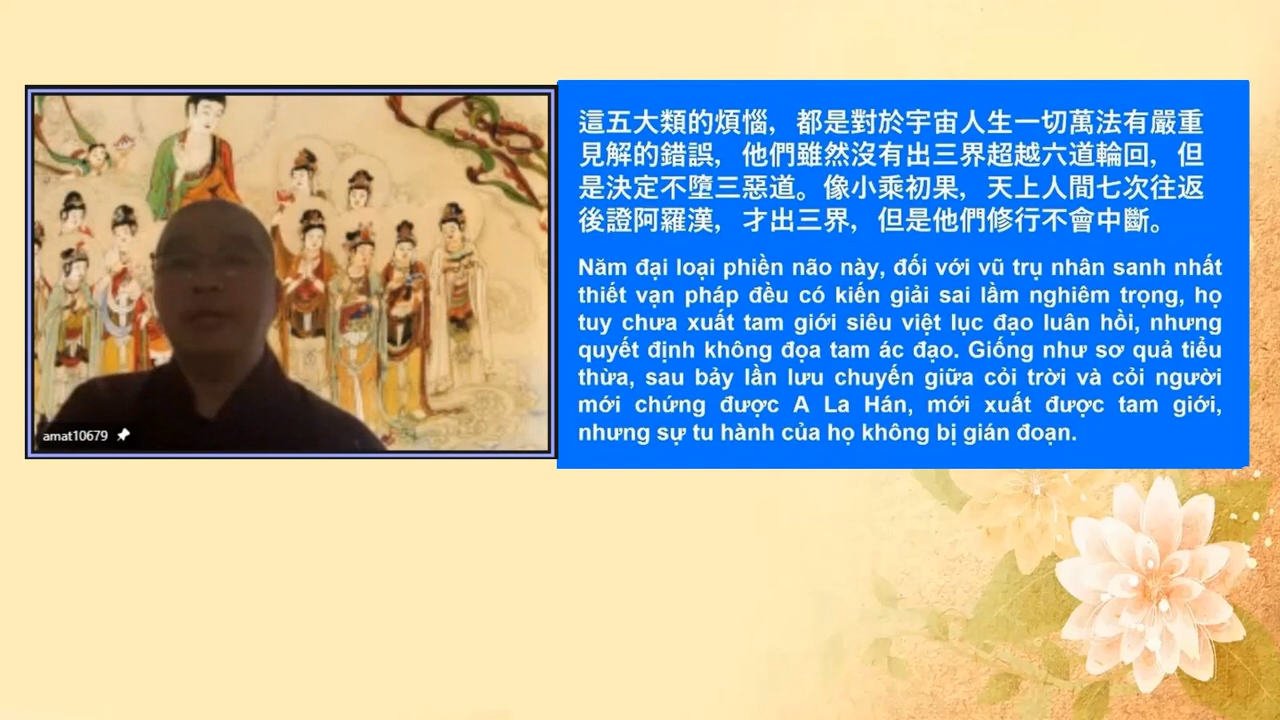 這五大類的煩惱，都是對於宇宙人生一切萬法有嚴重
見解的錯誤，他們雖然沒有出三界超越六道輪回，但
是決定不墮三惡道。像小乘初果，天上人間七次往返
後證阿羅漢，才出三界，但是他們修行不會中斷。
Năm đại loại phiền não này, đối với vũ trụ nhân sanh nhất
thiết vạn pháp đều có kiến giải sai lầm nghiêm trọng, họ
tuy chưa xuất tam giới siêu việt lục đạo luân hồi, nhưng
quyết định không đọa tam ác đạo. Giống như sơ quả tiểu
thừa, sau bảy lần lưu chuyển giữa cỏi trời và cỏi người
mới chứng được A La Hán, mới xuất được tam giới,
nhưng sự tu hành của họ không bị gián đoạn.
amat10679